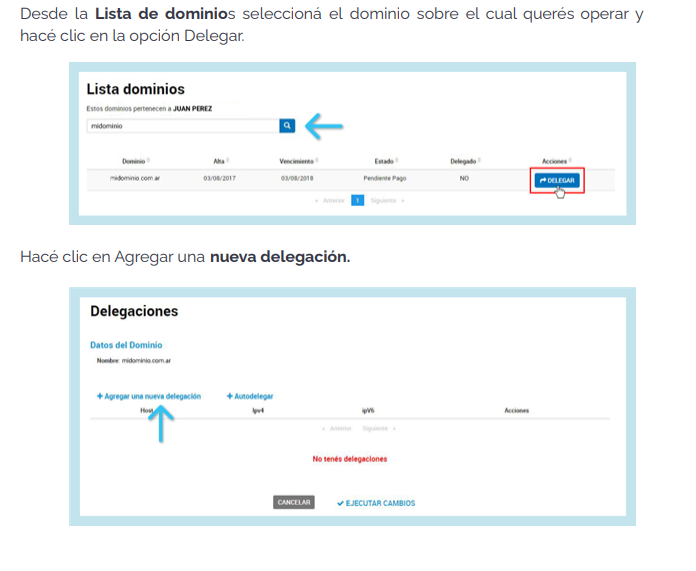 Desde la Lista de dominios seleccioná el dominio sobre el cual querés operar y
hacé clic en la opción Delegar.
Lista dominios
Estos dominios pertenecen a JUAN PEREZ
midominio
Dominio Alta Vencimiento Estado Delegado Acciones
midominio.com.ar 03/08/2017 03/08/2018 Pendiente Pago NO DELEGAR
« Anterior 1 Siguiente »
Hacé clic en Agregar una nueva delegación.
Delegaciones
Datos del Dominio
Nombre: midominio.com.ar
+ Agregar una nueva delegación + Autodelegar
Host Ipv4 ipV6 Acciones
« Anterior Siguiente »
No tenés delegaciones
CANCELAR EJECUTAR CAMBIOS